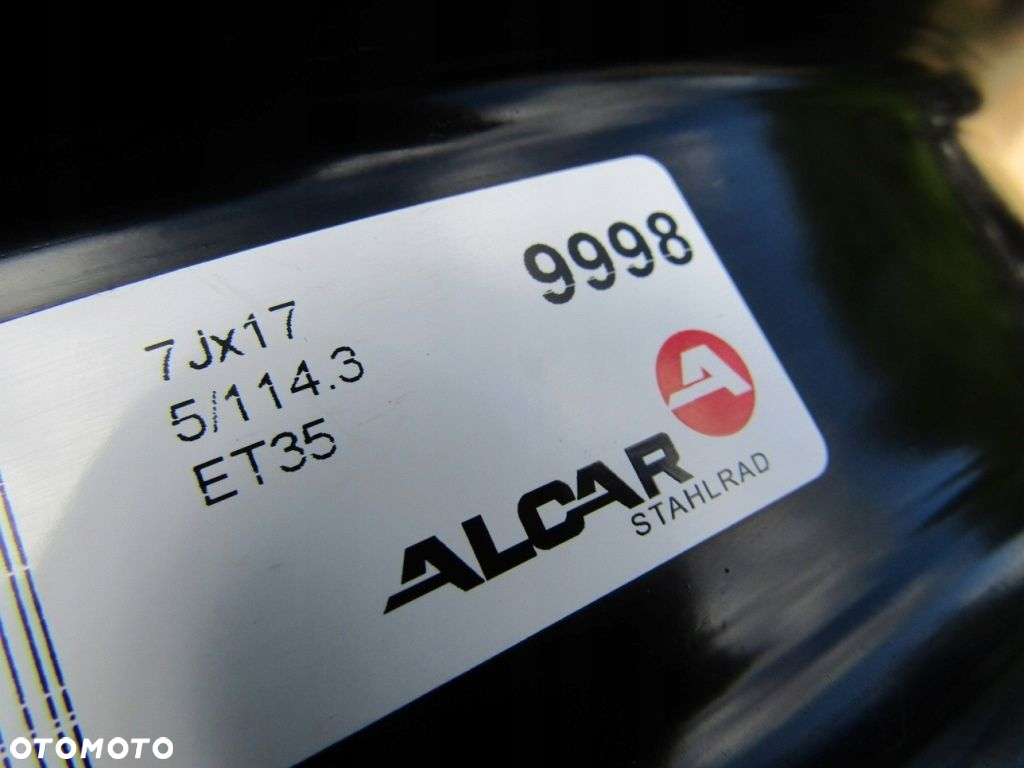 9998
7Jx17
5/114.3
ET35
ALCAR
STAHLRAD
OTOMOTO